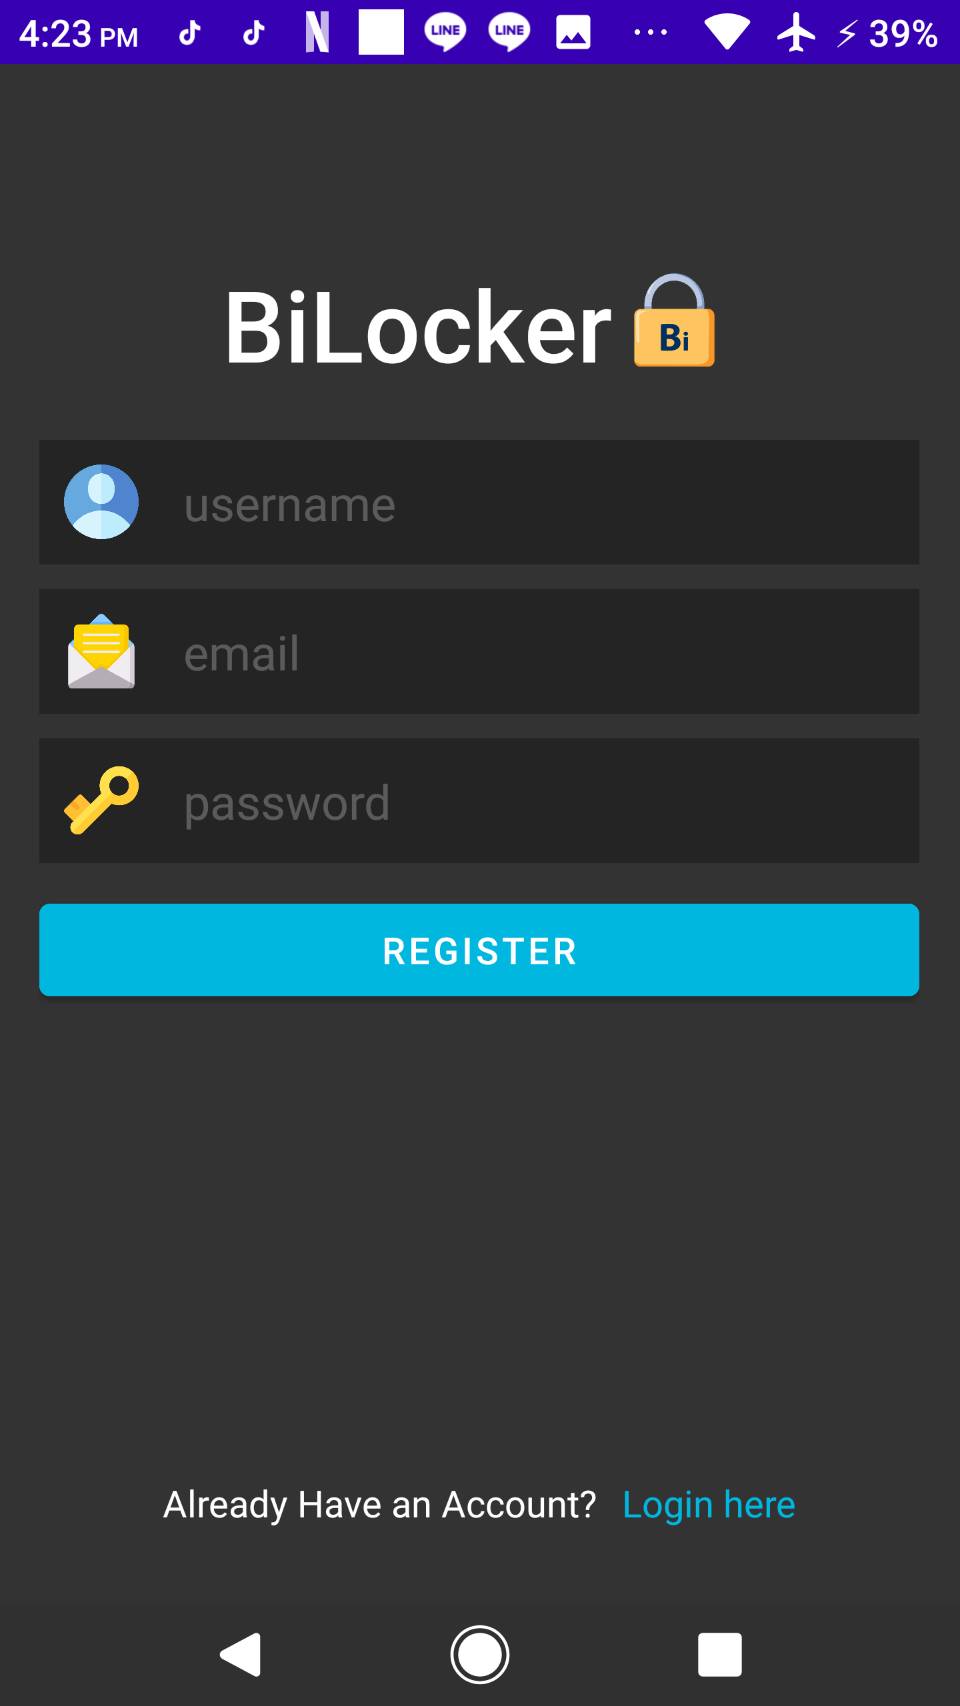 4:23 PM N LINE LINE 39%
BiLocker Bi
username
email
password
REGISTER
Already Have an Account? Login here